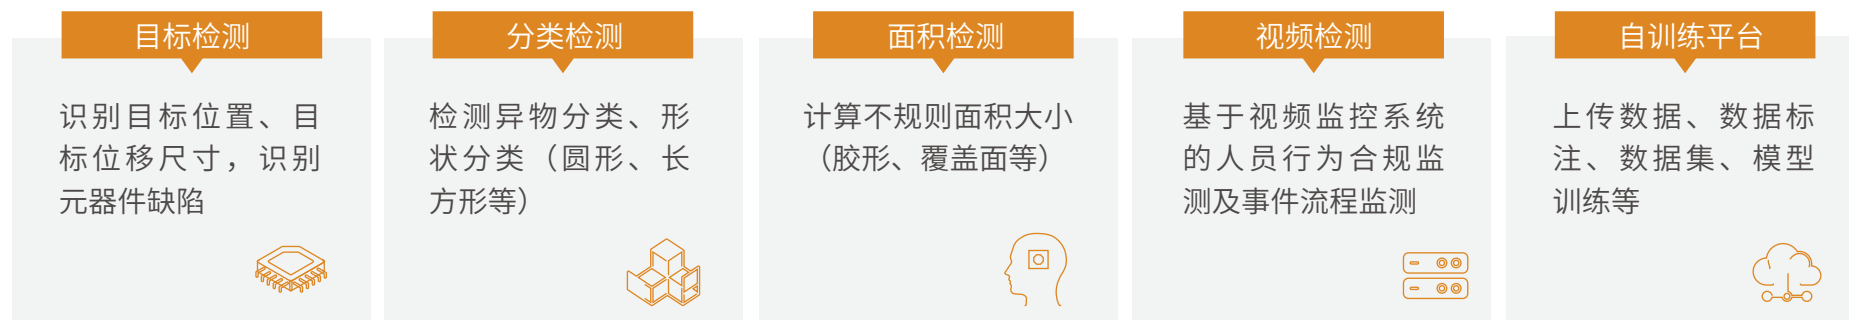 目标检测
识别目标位置、目
标位移尺寸，识别
元器件缺陷
分类检测
检测异物分类、形
状分类（圆形、长
方形等）
面积检测
计算不规则面积大小
（胶形、覆盖面等）
视频检测
基于视频监控系统
的人员行为合规监
测及事件流程监测
自训练平台
上传数据、数据标
注、数据集、模型
训练等